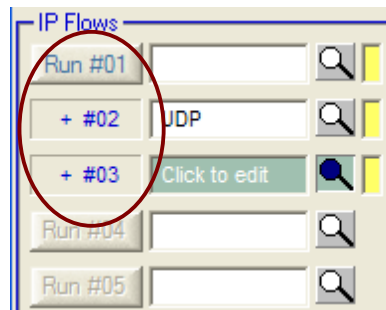 IP Flows
Run #01
+ #02 UDP
+ #03 Click to edit
Run #04
Run #05